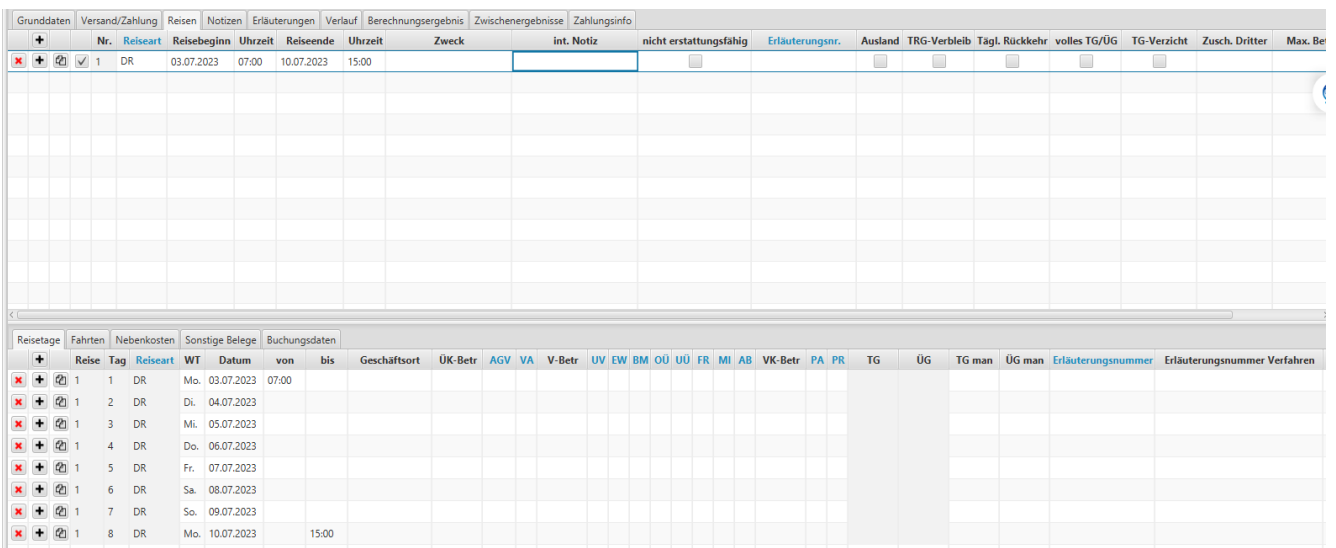 Grunddaten Versand/Zahlung Reisen Notizen Erläuterungen Verlauf Berechnungsergebnis Zwischenergebnisse Zahlungsinfo
Nr. Reiseart Reisebeginn Uhrzeit Reiseende Uhrzeit Zweck int. Notiz nicht erstattungsfähig Erläuterungsnr. Ausland TRG-Verbleib Tägl. Rückkehr volles TG/ÜG TG-Verzicht Zusch. Dritter Max. Bet
1 DR 03.07.2023 07:00 10.07.2023 15:00
Reisetage Fahrten Nebenkosten Sonstige Belege Buchungsdaten
Reise Tag Reiseart WT Datum von bis Geschäftsort ÜK-Betr AGV VA V-Betr UV EW BM OÜ UÜ FR MI AB VK-Betr PA PR TG ÜG TG man ÜG man Erläuterungsnummer Erläuterungsnummer Verfahren
1 1 DR Mo. 03.07.2023 07:00
1 2 DR Di. 04.07.2023
1 3 DR Mi. 05.07.2023
1 4 DR Do. 06.07.2023
1 5 DR Fr. 07.07.2023
1 6 DR Sa. 08.07.2023
1 7 DR So. 09.07.2023
1 8 DR Mo. 10.07.2023 15:00